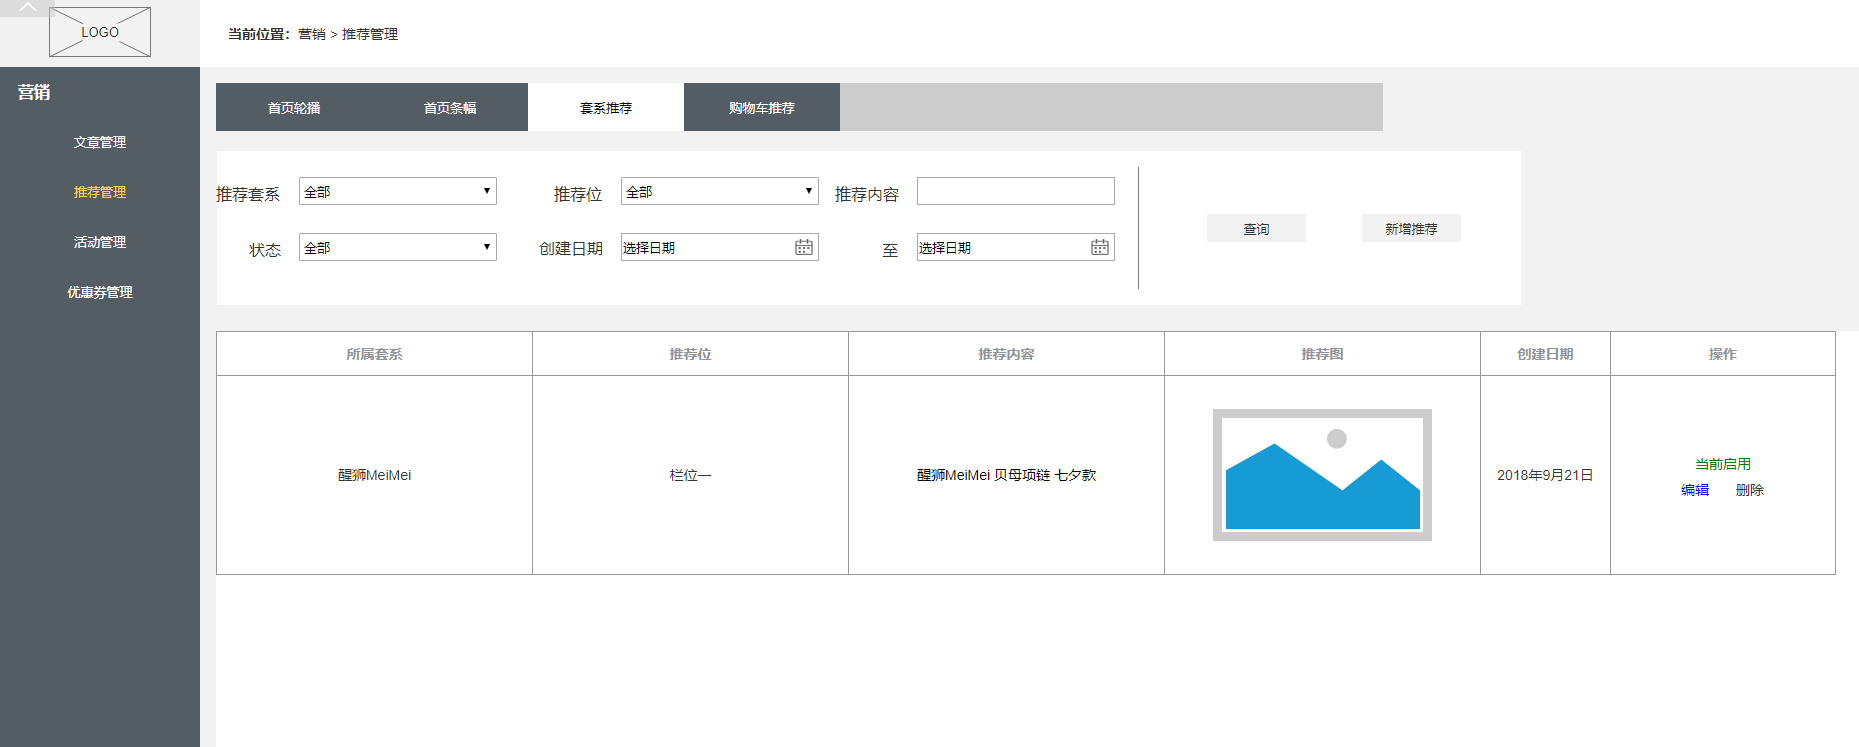 LOGO
当前位置：营销 > 推荐管理
营销
文章管理
推荐管理
活动管理
优惠券管理
首页轮播 首页条幅 套系推荐 购物车推荐
推荐套系 全部 推荐位 全部 推荐内容
状态 全部 创建日期 选择日期 至 选择日期
查询 新增推荐
所属套系 推荐位 推荐内容 推荐图 创建日期 操作
醒狮MeiMei 栏位一 醒狮MeiMei 贝母项链 七夕款 2018年9月21日
当前启用
编辑 删除